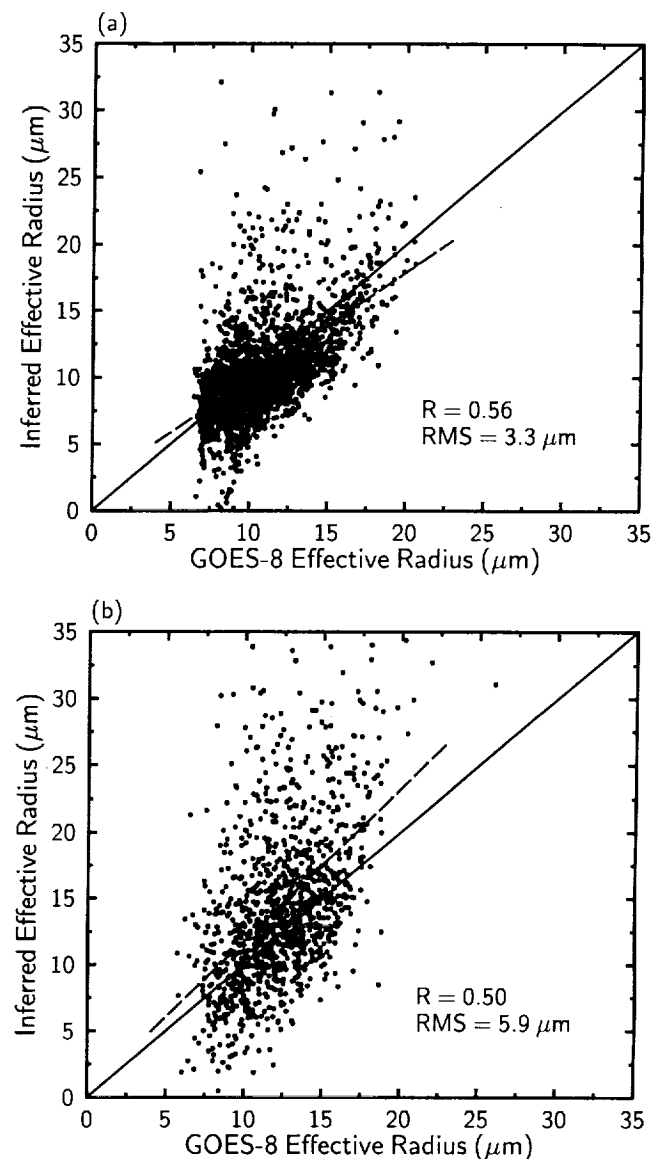 (a)
35
30
25
20
15
10
5
0
Inferred Effective Radius (μm)
R = 0.56
RMS = 3.3 μm
0 5 10 15 20 25 30 35
GOES-8 Effective Radius (μm)
(b)
35
30
25
20
15
10
5
0
Inferred Effective Radius (μm)
R = 0.50
RMS = 5.9 μm
0 5 10 15 20 25 30 35
GOES-8 Effective Radius (μm)